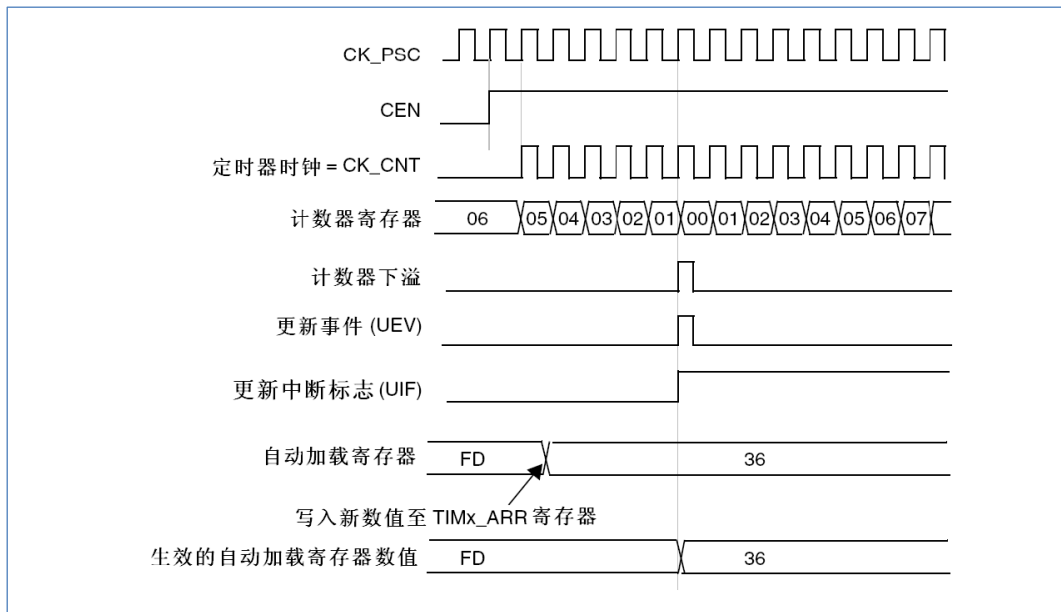 CK_PSC
CEN
定时器时钟 = CK_CNT
计数器寄存器 06 05 04 03 02 01 00 01 02 03 04 05 06 07
计数器下溢
更新事件 (UEV)
更新中断标志 (UIF)
自动加载寄存器 FD 36
写入新数值至 TIMx_ARR 寄存器
生效的自动加载寄存器数值 FD 36